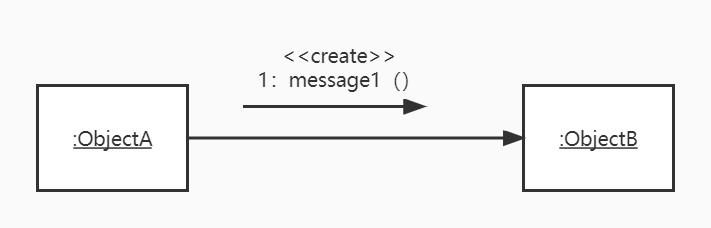 <<create>>
1：message1（）
:ObjectA
:ObjectB